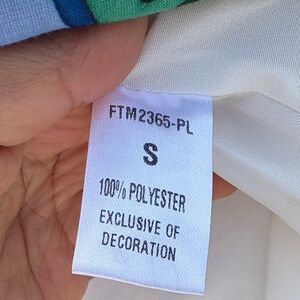 FTM2365-PL
S
100% POLYESTER
EXCLUSIVE OF
DECORATION